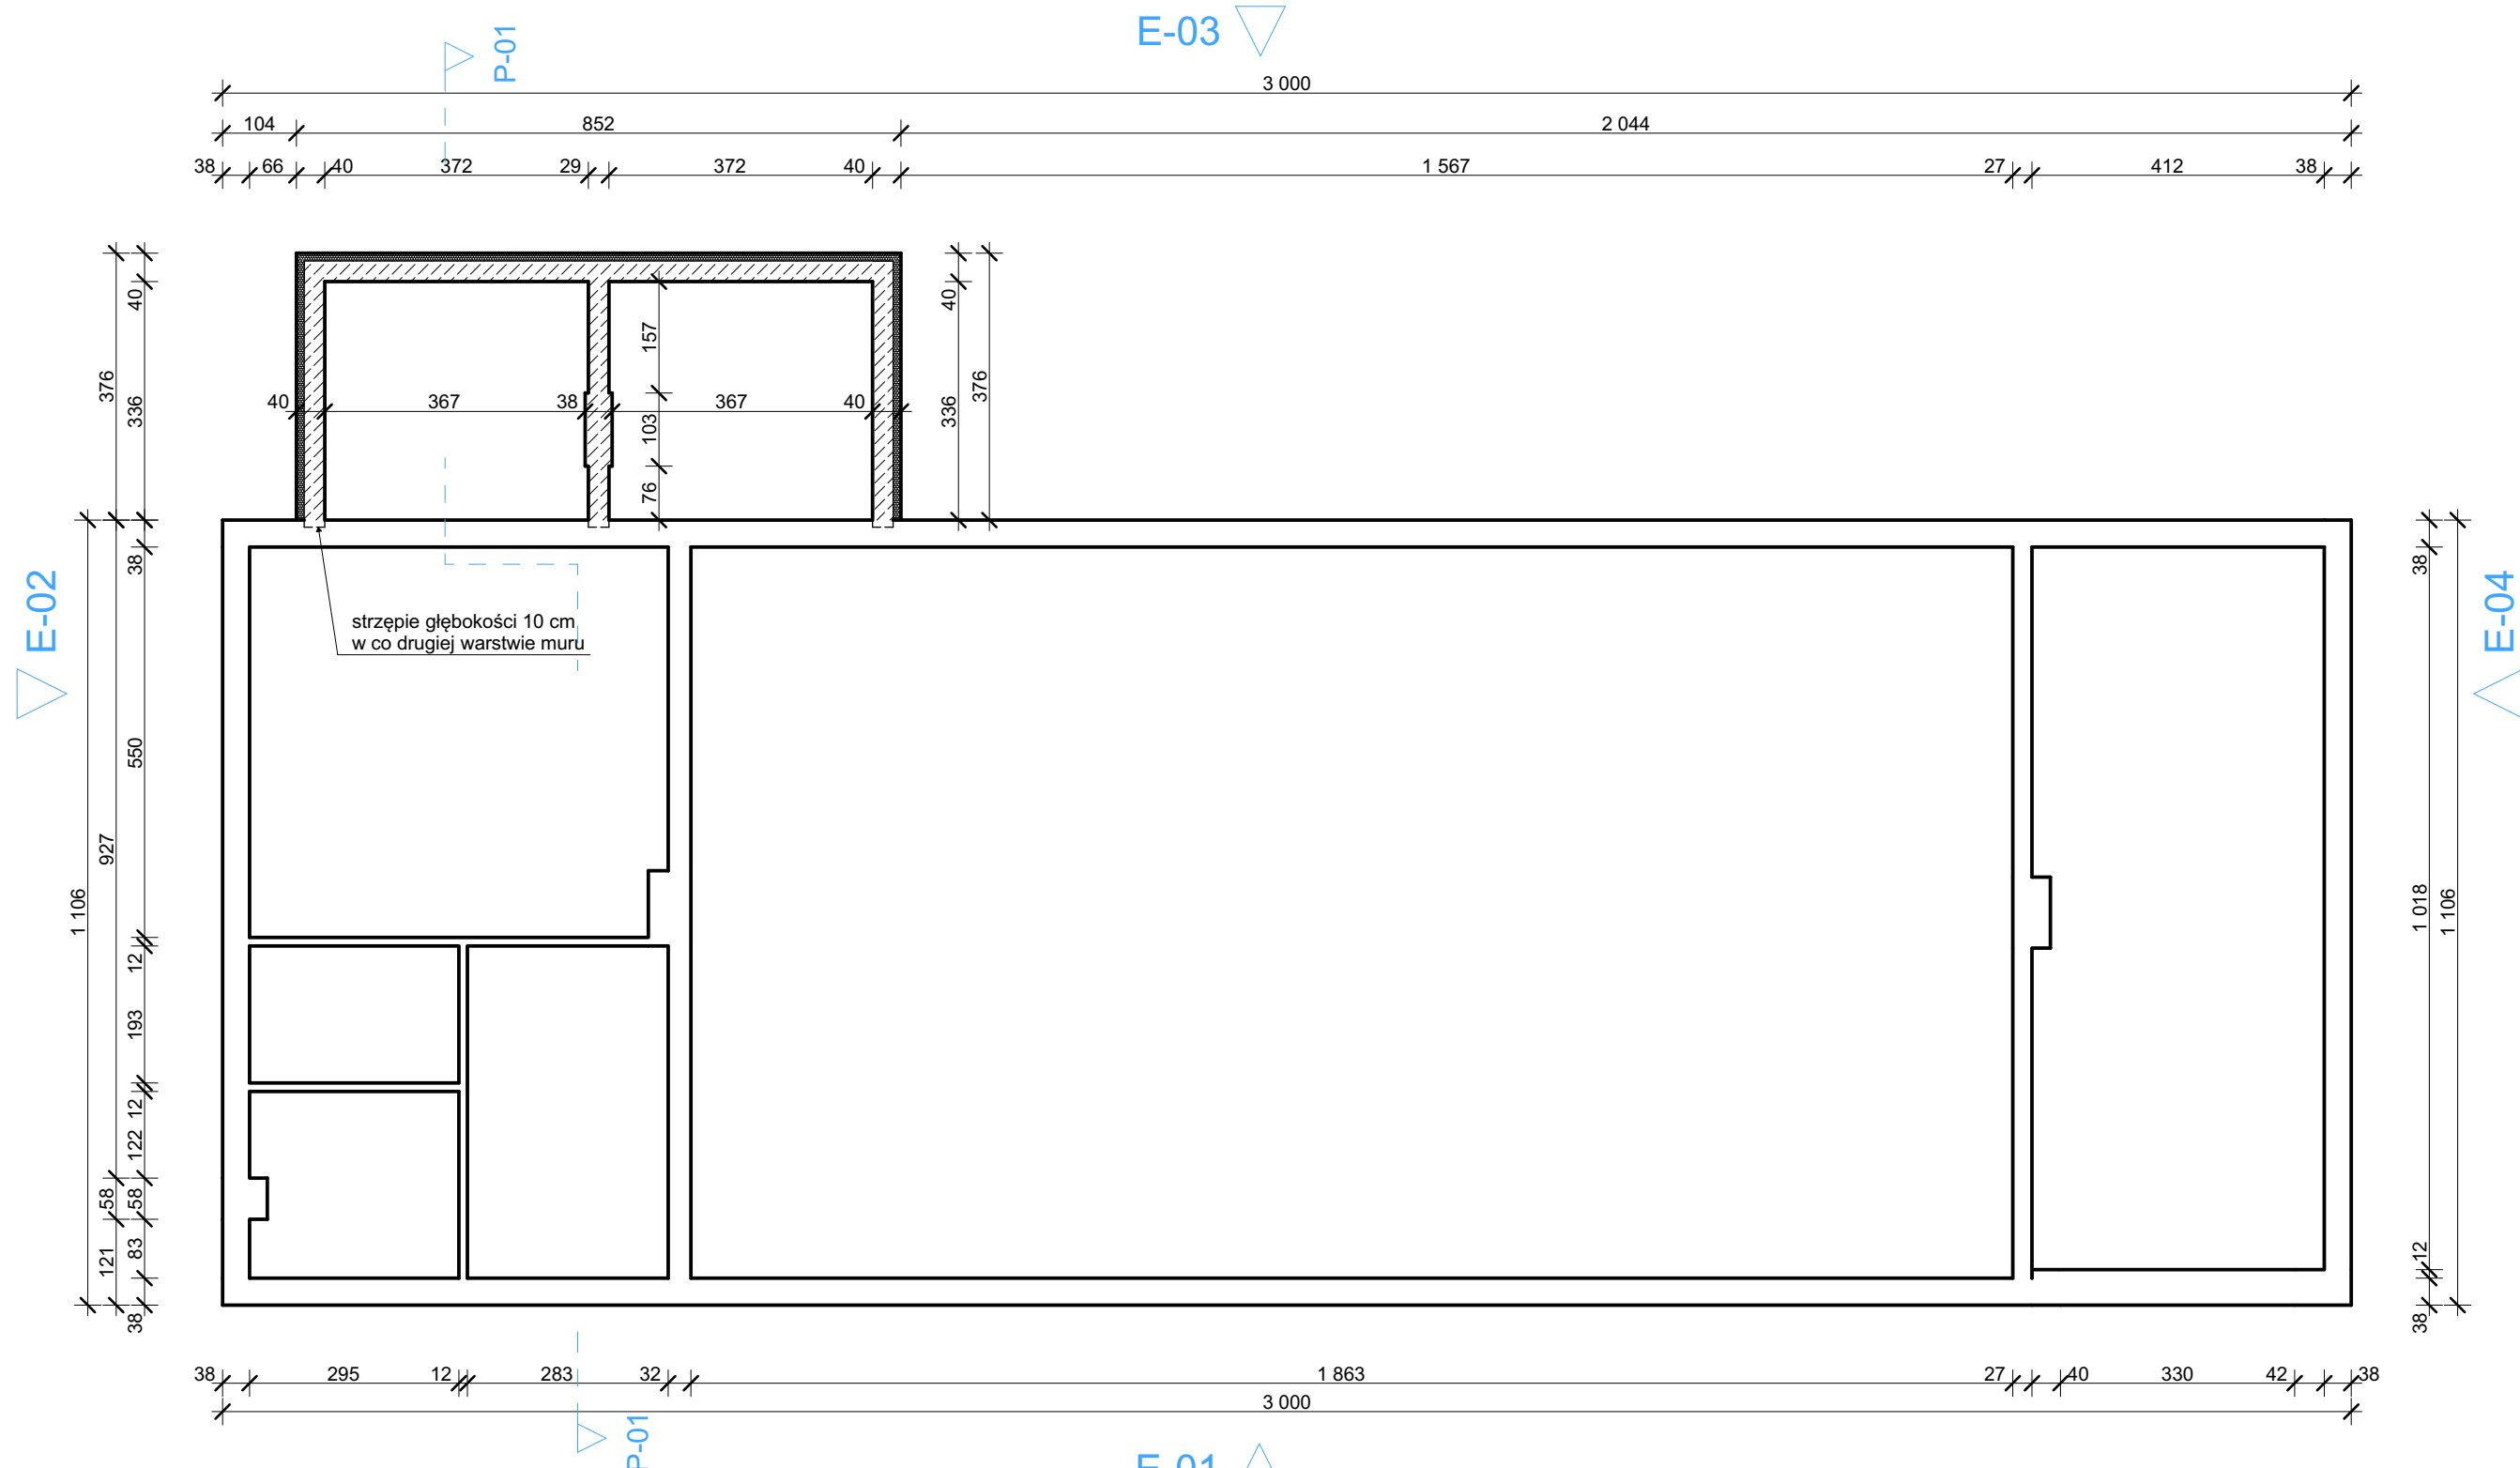 E-03
P-01
3 000
104 852 2 044
38 66 40 372 29 372 40 1 567 27 412 38
40
376
336
157
40 367 38 367 40
103
76
40
336
376
38
550
927
1 106
12
193
12
122
58
58
83
121
38
E-02
strzępie głębokości 10 cm
w co drugiej warstwie muru
E-04
38
1 018
1 106
12
38
38 295 12 283 32 1 863 27 40 330 42 38
3 000
P-01
E-01